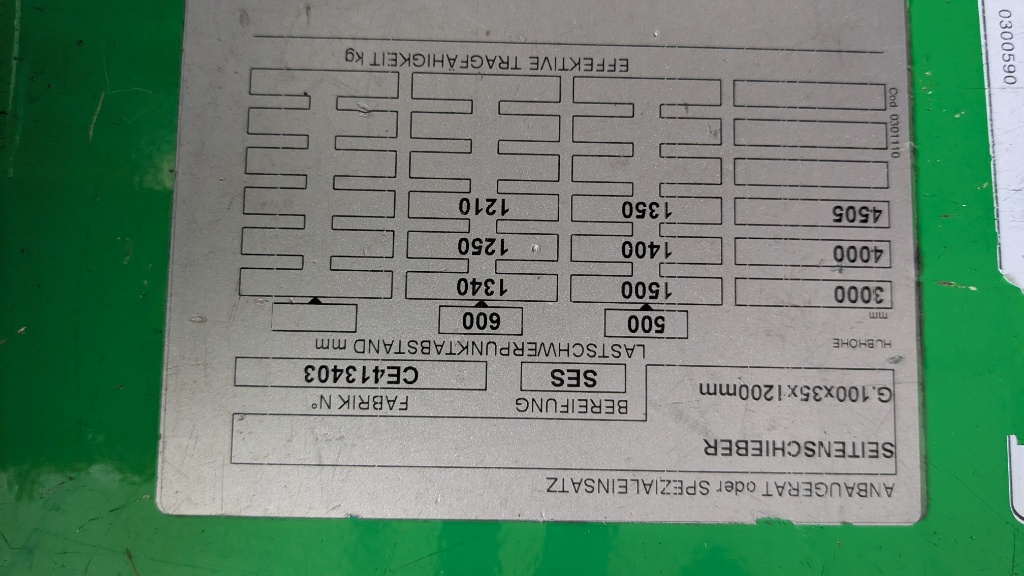 ANBAUGERAT oder SPEZIALEINSATZ
SEITENSCHIEBER
G.100x35x1200mm
BEREIFUNG
FABRIK N°
SES
CE413403
HUBHOHE
mm
LASTSCHWERPUNKTABSTAND mm
500
600
3000
1500
1340
4000
1400
1250
4505
1350
1210
EFFEKTIVE TRAGFÄHIGKEIT kg
Cod 0301110
0300590